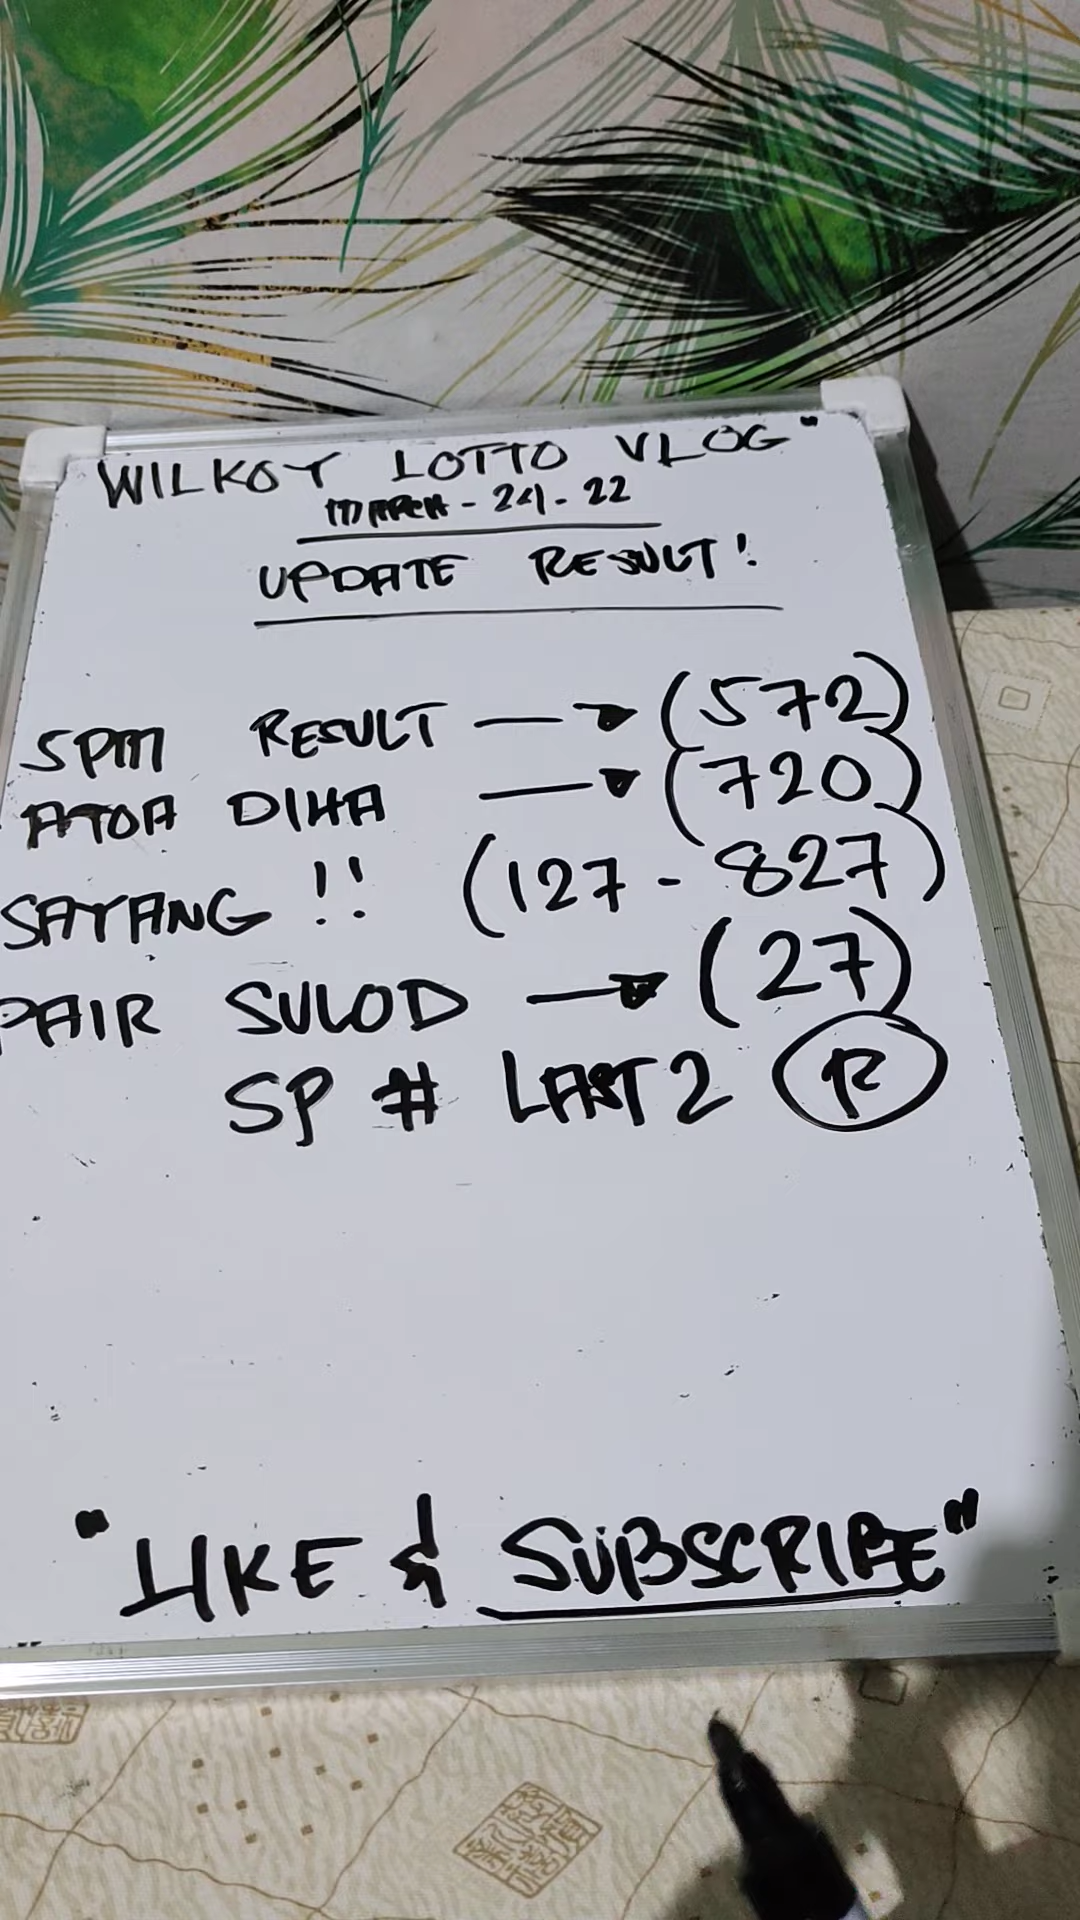 WILKOY LOTTO VLOG"
MARCH - 24 - 22
UPDATE RESULT!
5PM RESULT → (572)
ATOA DIHA → (720)
SAYANG !! (127 - 827)
PAIR SULOD → (27)
SP # LAST 2 R
"LIKE & SUBSCRIBE"